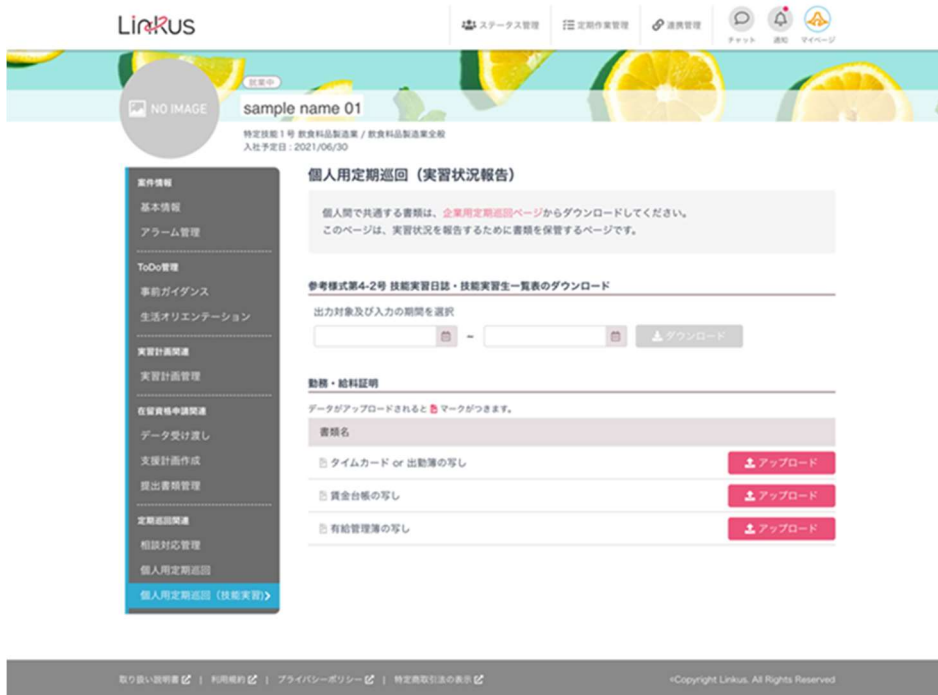 LinkUs
ステータス管理
定期作業管理
連携管理
チャット
通知
マイページ
就業中
NO IMAGE
sample name 01
特定技能1号 飲食料品製造業 / 飲食料品製造業全般
入社予定日 : 2021/06/30
案件情報
基本情報
アラーム管理
ToDo管理
事前ガイダンス
生活オリエンテーション
実習計画関連
実習計画管理
在留資格申請関連
データ受け渡し
支援計画作成
提出書類管理
定期巡回関連
相談対応管理
個人用定期巡回
個人用定期巡回（技能実習)
個人用定期巡回（実習状況報告）
個人間で共通する書類は、企業用定期巡回ページからダウンロードしてください。
このページは、実習状況を報告するために書類を保管するページです。
参考様式第4-2号 技能実習日誌・技能実習生一覧表のダウンロード
出力対象及び入力の期間を選択
~
ダウンロード
勤務・給料証明
データがアップロードされると マークがつきます。
書類名
タイムカード or 出勤簿の写し アップロード
賃金台帳の写し アップロード
有給管理簿の写し アップロード
取り扱い説明書 | 利用規約 | プライバシーポリシー | 特定商取引法の表示
©Copyright Linkus. All Rights Reserved